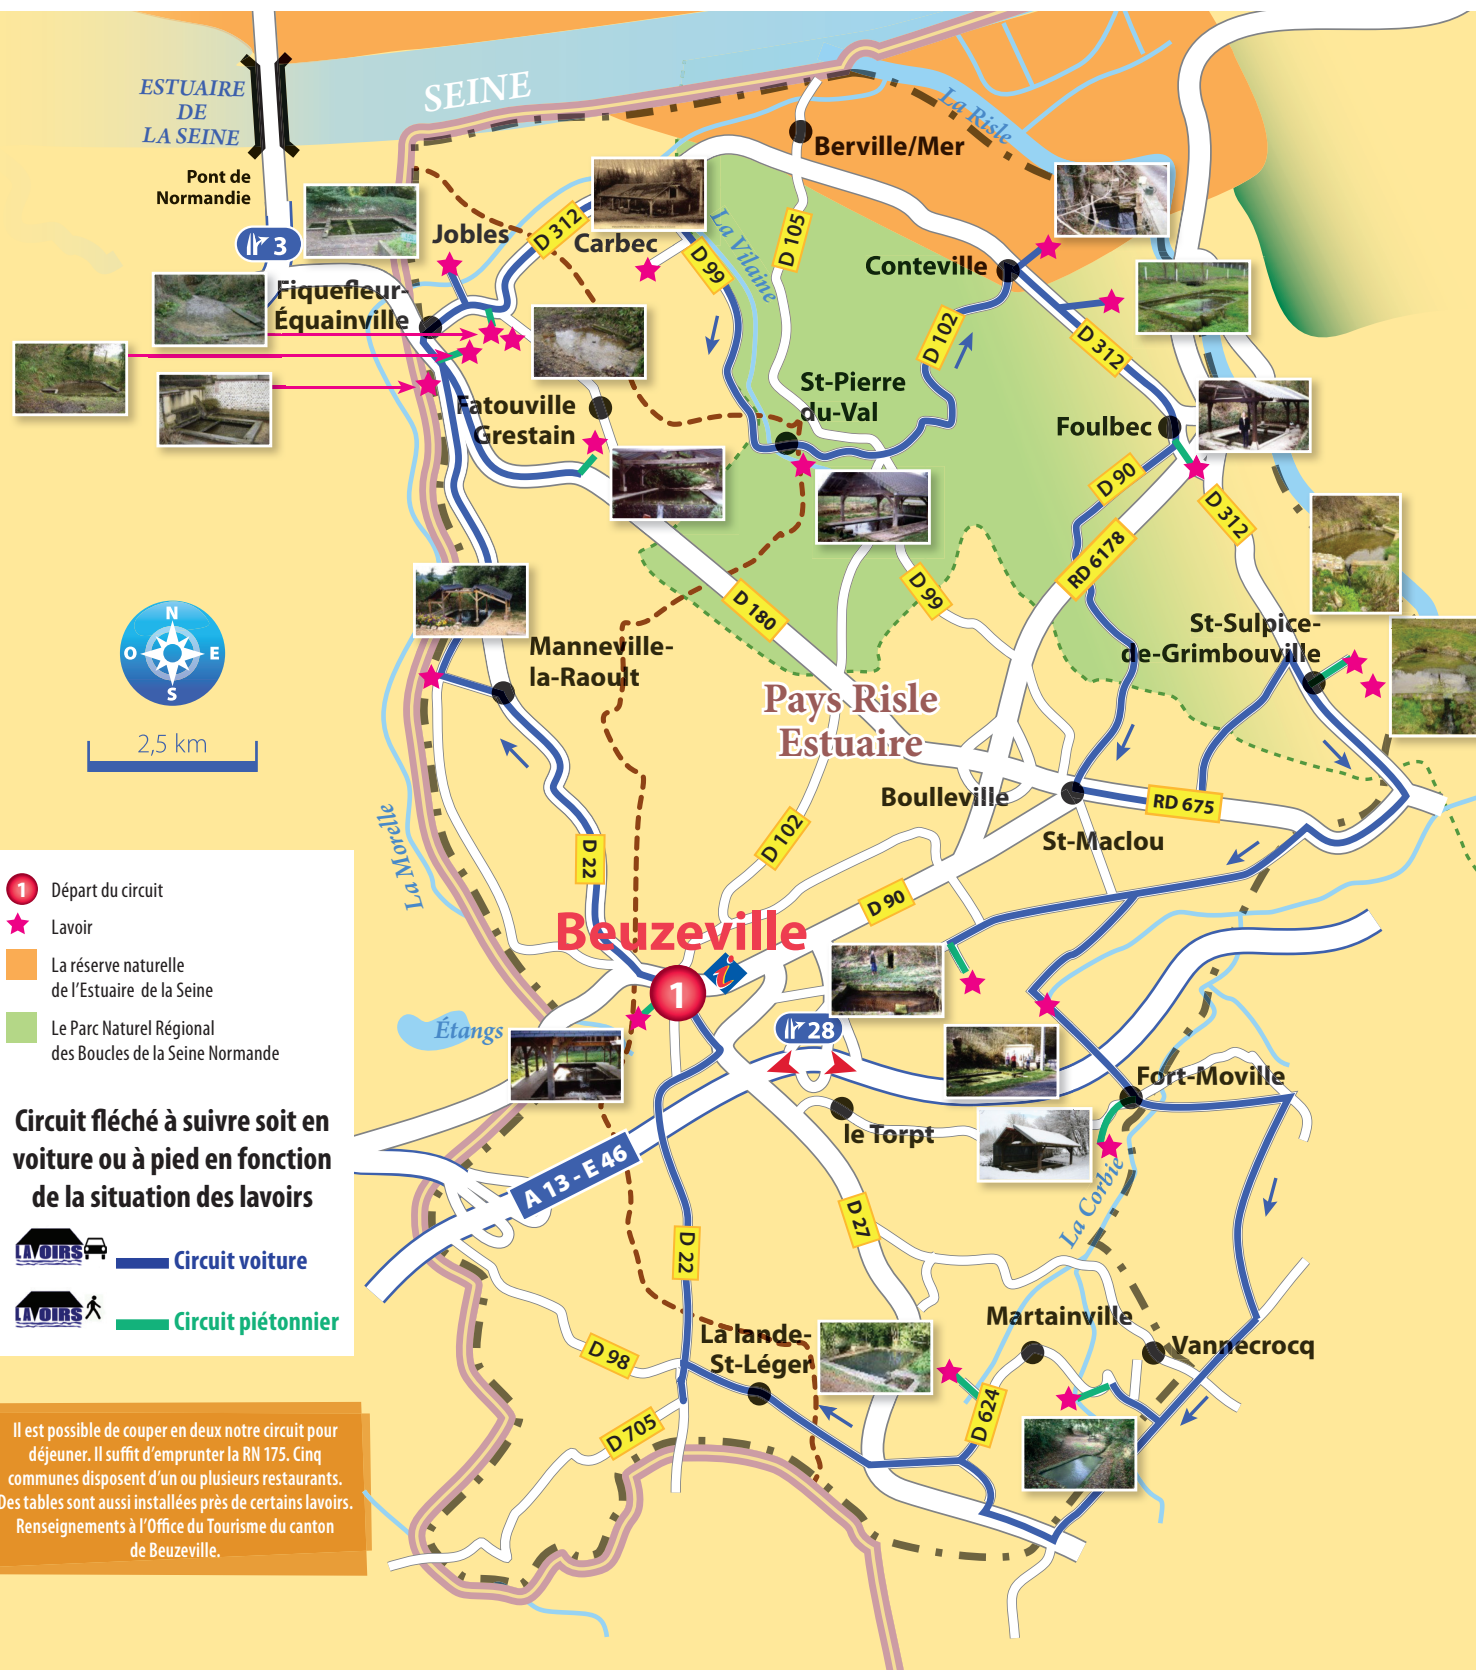 ESTUAIRE
DE
LA SEINE
SEINE
La Risle
Pont de
Normandie
3
Berville/Mer
Jobles
D 312
Carbec
D 99
La Vilaine
D 105
Conteville
Fiquefleur-
Équainville
D 102
D 312
St-Pierre
du-Val
Fatouville
Grestain
Foulbec
D 90
D 312
RD 6178
D 180
D 99
N
O
E
S
2,5 km
Manneville-
la-Raoult
St-Sulpice-
de-Grimbouville
Pays Risle
Estuaire
Boulleville
RD 675
St-Maclou
La Morelle
D 22
D 102
D 90
Beuzeville
i
1
Étangs
28
Fort-Moville
le Torpt
A 13 - E 46
La Corbie
D 27
D 22
Martainville
Vannecrocq
La lande-
St-Léger
D 98
D 624
D 705
1 Départ du circuit
Lavoir
La réserve naturelle
de l'Estuaire de la Seine
Le Parc Naturel Régional
des Boucles de la Seine Normande
Circuit fléché à suivre soit en
voiture ou à pied en fonction
de la situation des lavoirs
LAVOIRS Circuit voiture
LAVOIRS Circuit piétonnier
Il est possible de couper en deux notre circuit pour
déjeuner. Il suffit d'emprunter la RN 175. Cinq
communes disposent d'un ou plusieurs restaurants.
Des tables sont aussi installées près de certains lavoirs.
Renseignements à l'Office du Tourisme du canton
de Beuzeville.